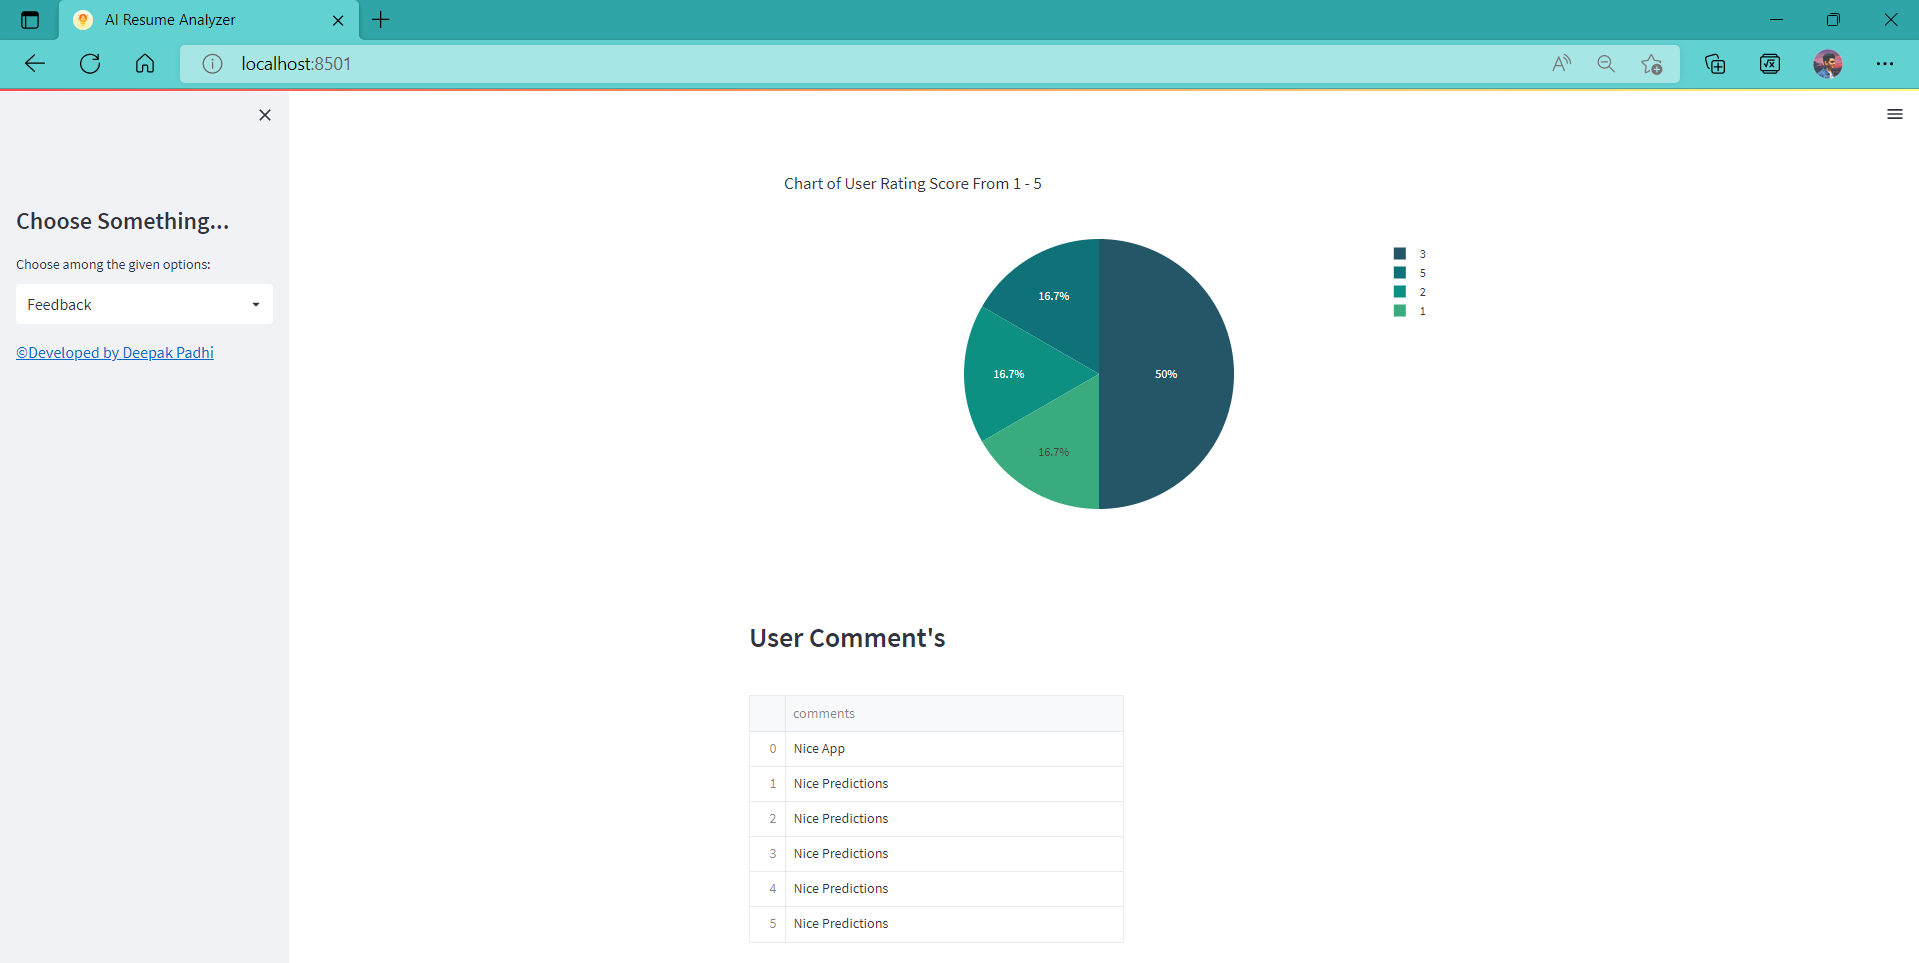 AI Resume Analyzer
localhost:8501
Choose Something...
Choose among the given options:
Feedback
©Developed by Deepak Padhi
Chart of User Rating Score From 1 - 5
3
5
2
1
16.7%
16.7%
50%
16.7%
User Comment's
comments
0 Nice App
1 Nice Predictions
2 Nice Predictions
3 Nice Predictions
4 Nice Predictions
5 Nice Predictions